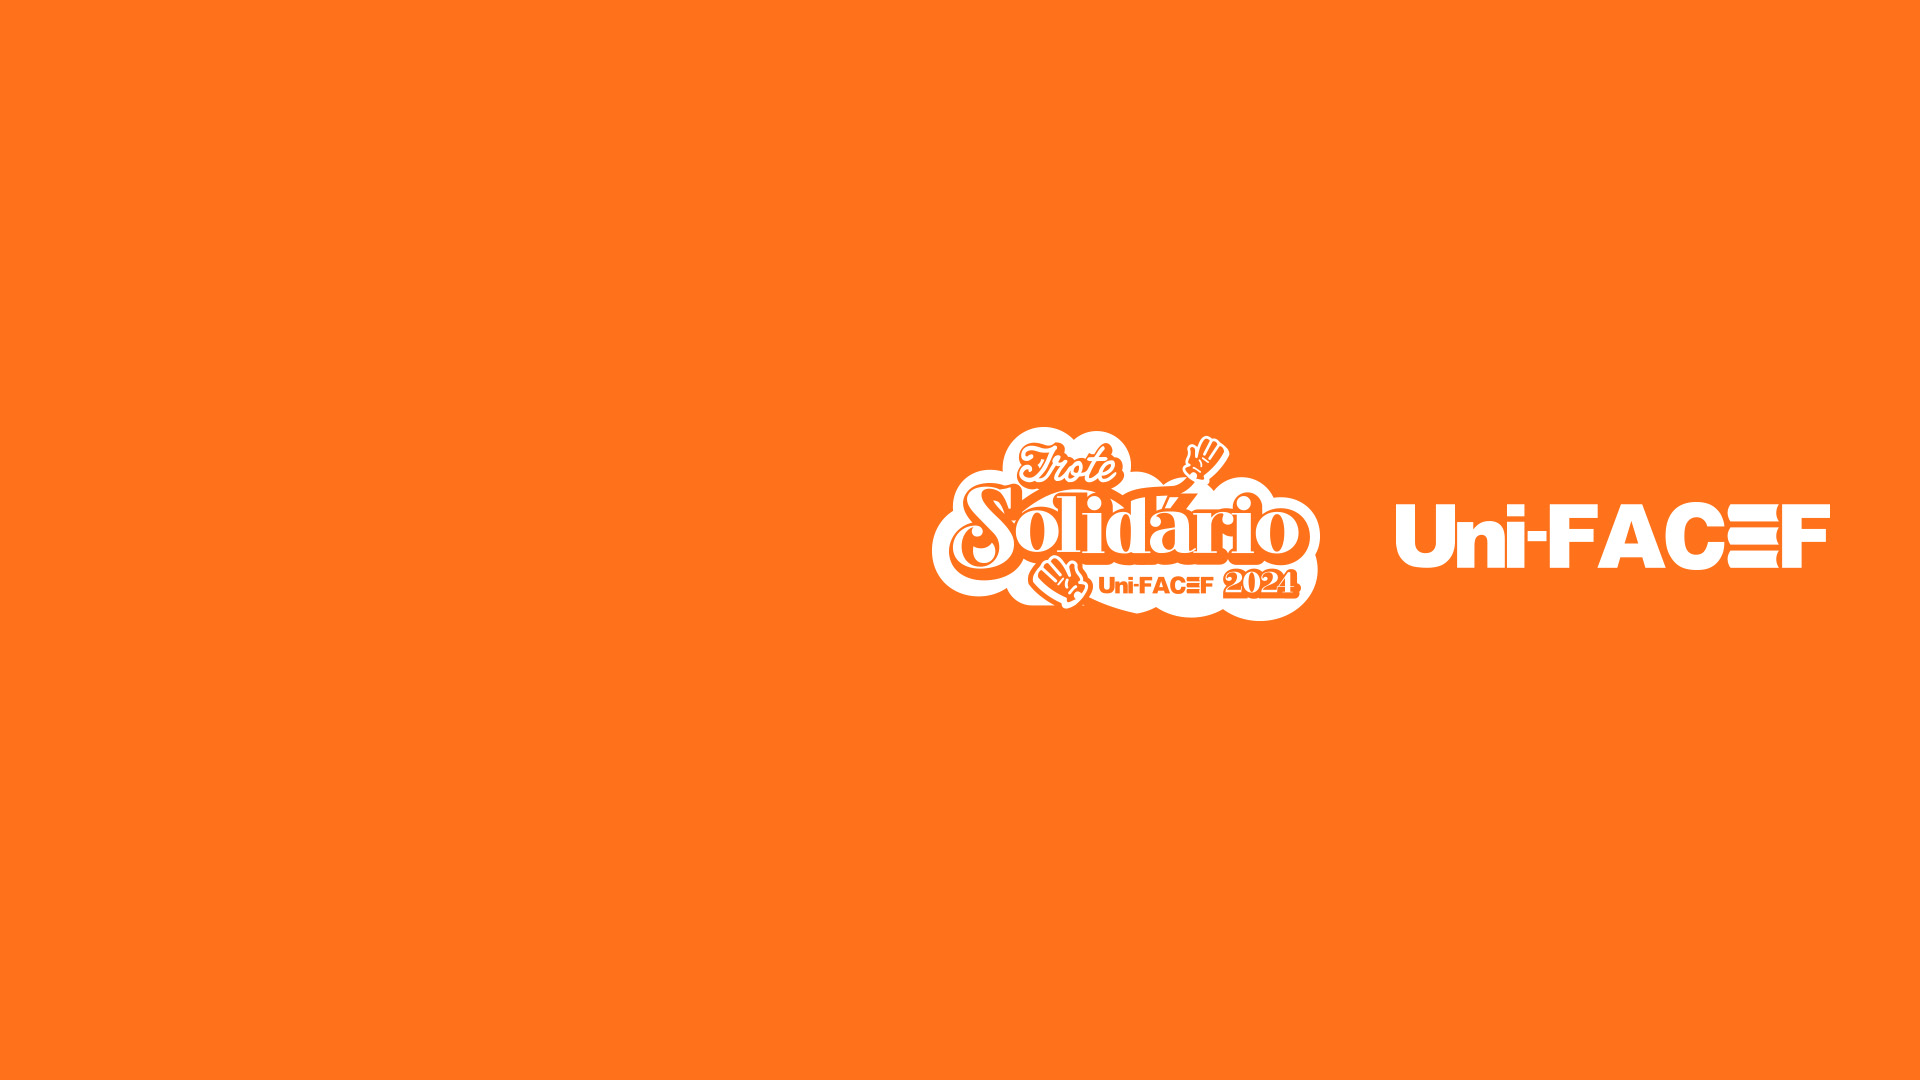 Trote
Solidário
Uni-FACEF 2024
Uni-FACEF